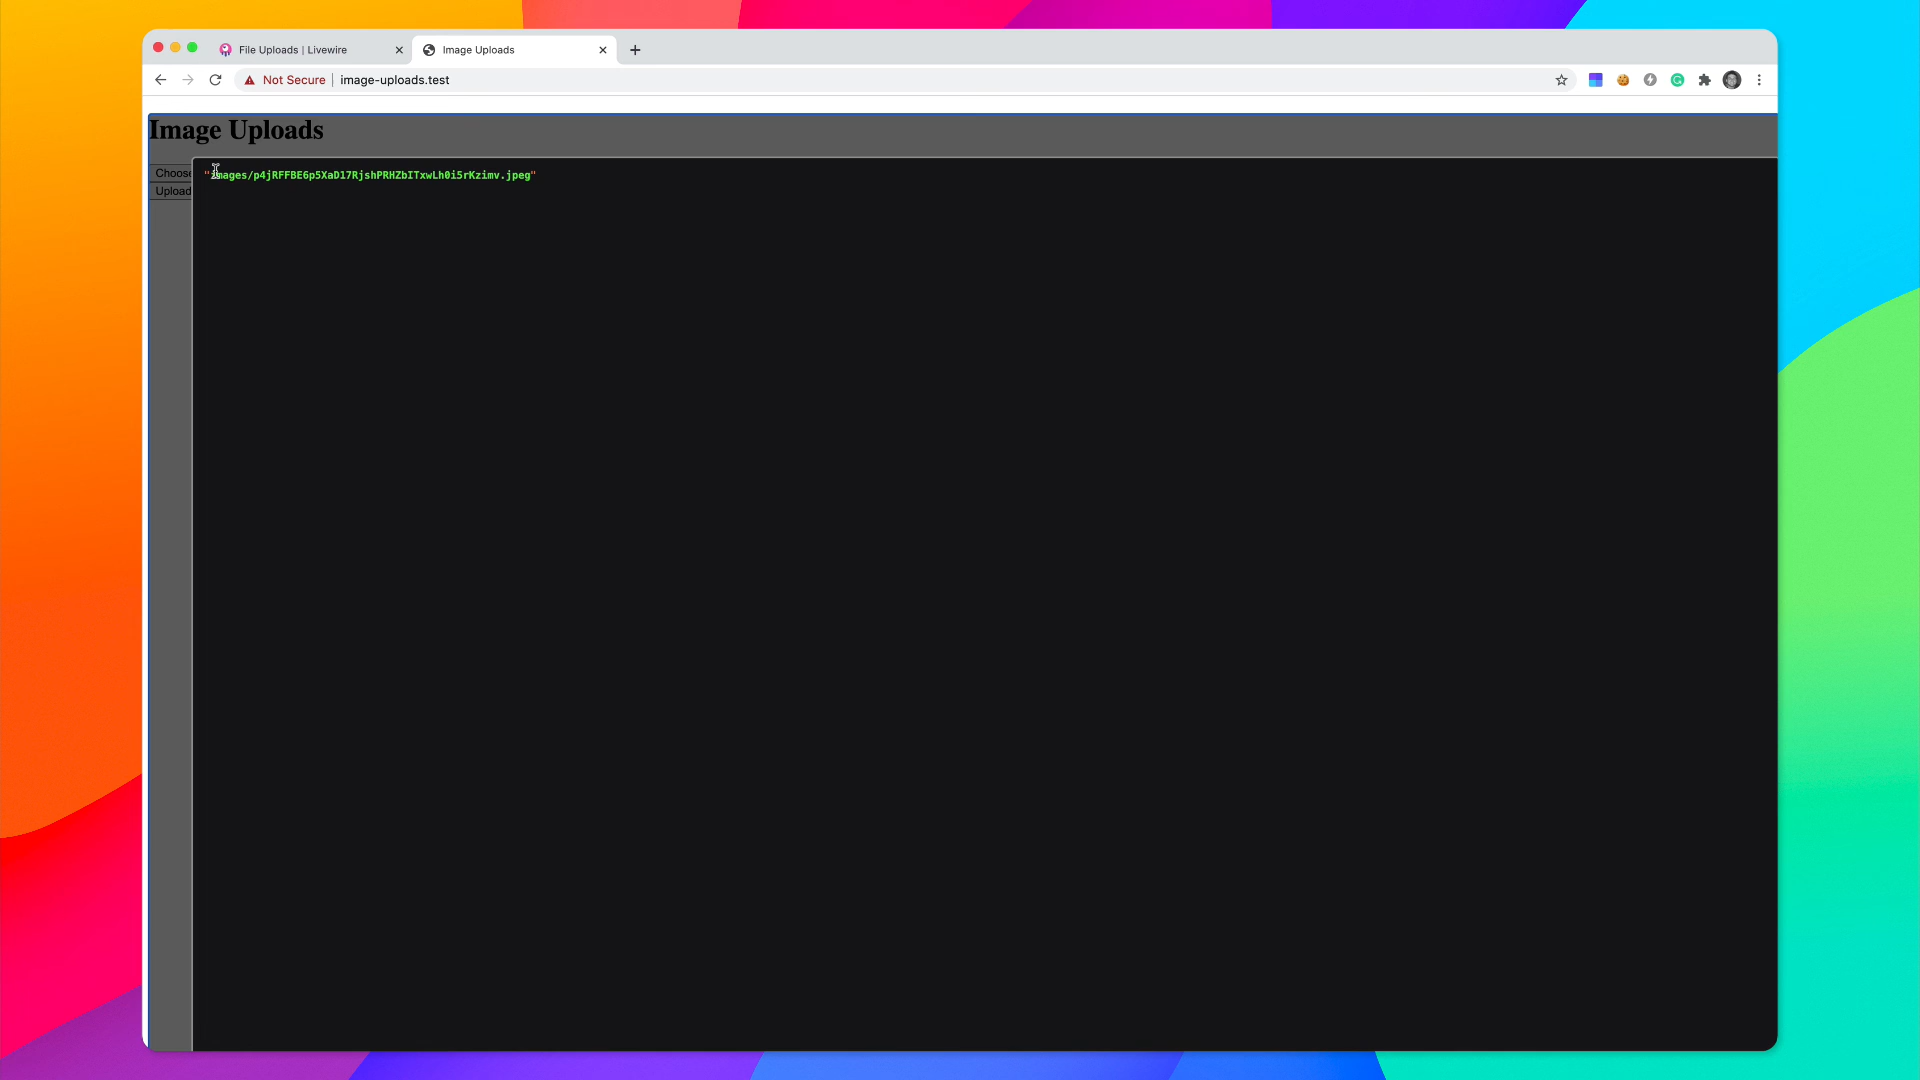 File Uploads | Livewire
Image Uploads
Not Secure
image-uploads.test
Image Uploads
Choose
Upload
"images/p4jRFFBE6p5XaD17RjshPRHZbITxwLh0i5rKzimv.jpeg"